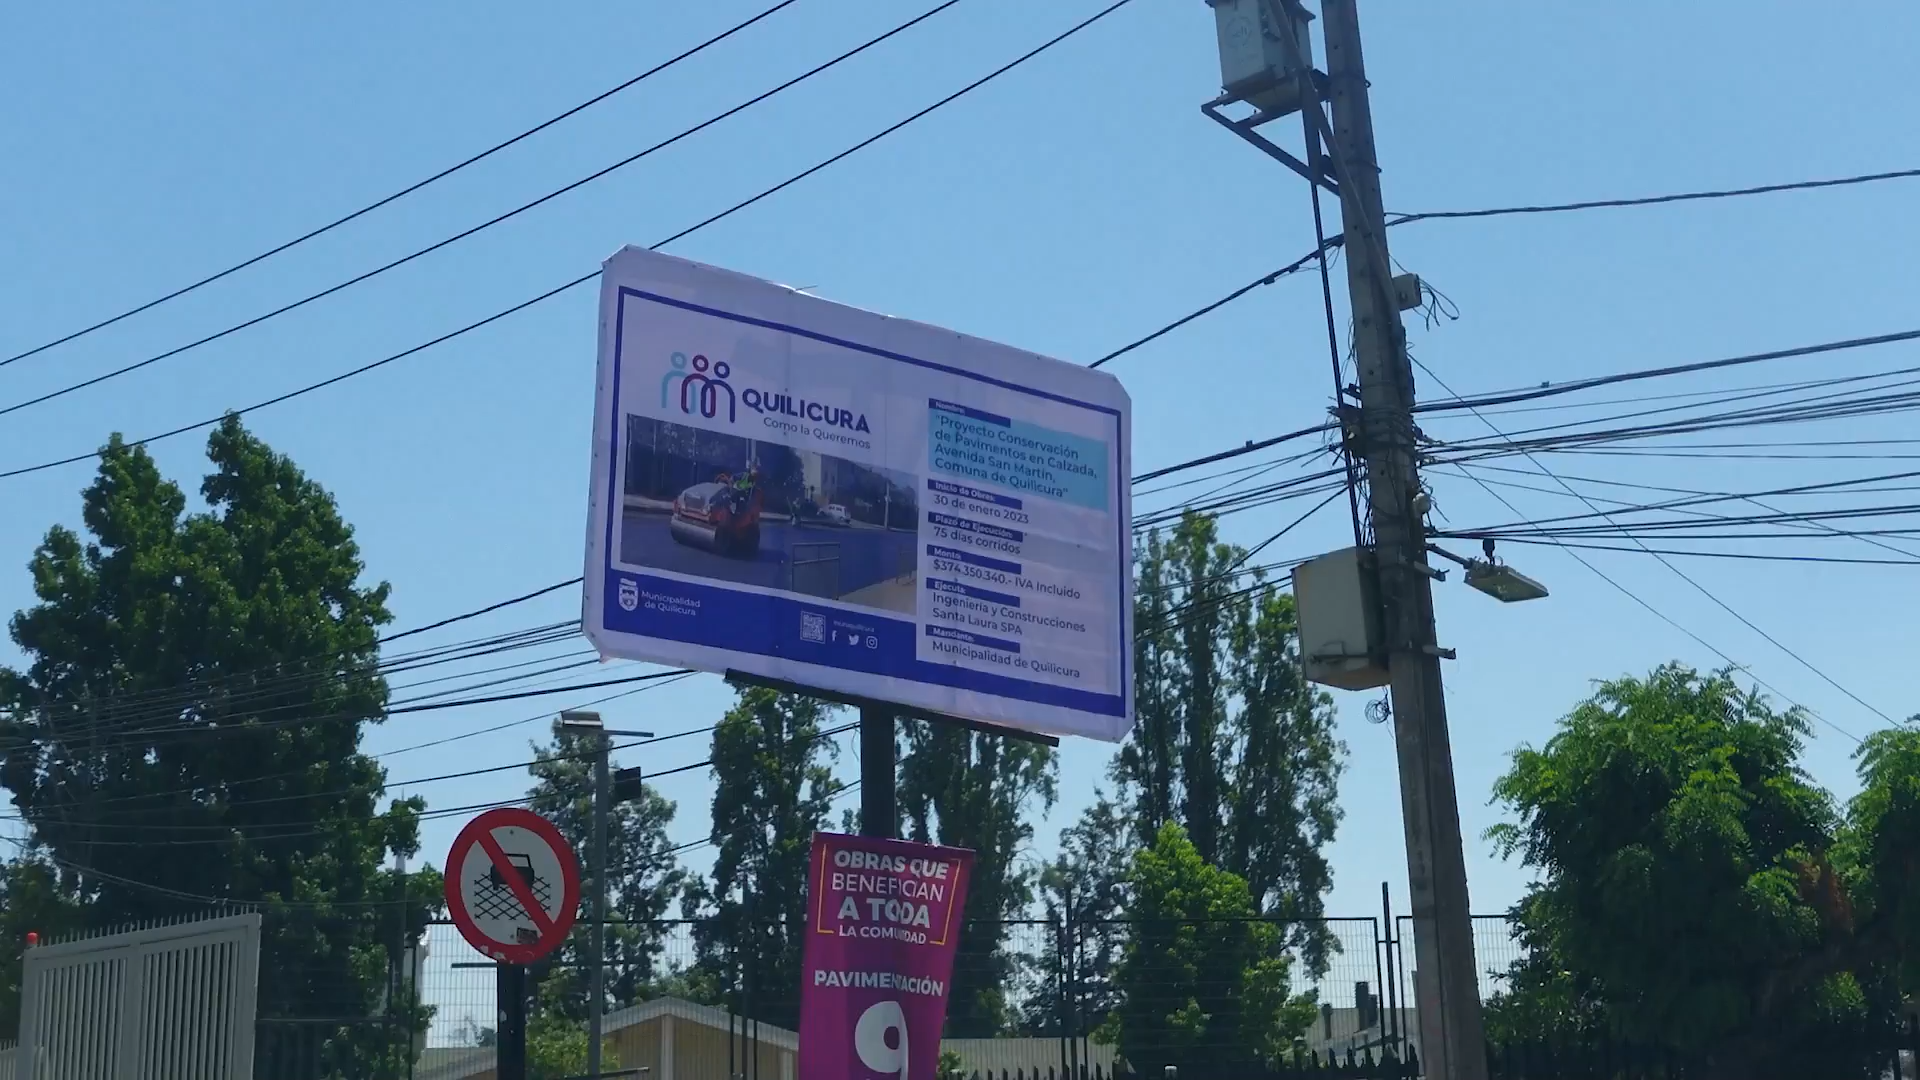 QUILICURA
Como la Queremos
Nombre:
"Proyecto Conservación
de Pavimentos en Calzada,
Avenida San Martín,
Comuna de Quilicura"
Inicio de Obras:
30 de enero 2023
Plazo de Ejecución:
75 días corridos
Monto:
$374.350.340.- IVA Incluido
Ejecuta:
Ingeniería y Construcciones
Santa Laura SPA
Mandante:
Municipalidad de Quilicura
Municipalidad
de Quilicura
OBRAS QUE
BENEFICIAN
A TODA
LA COMUNIDAD
PAVIMENTACIÓN
9